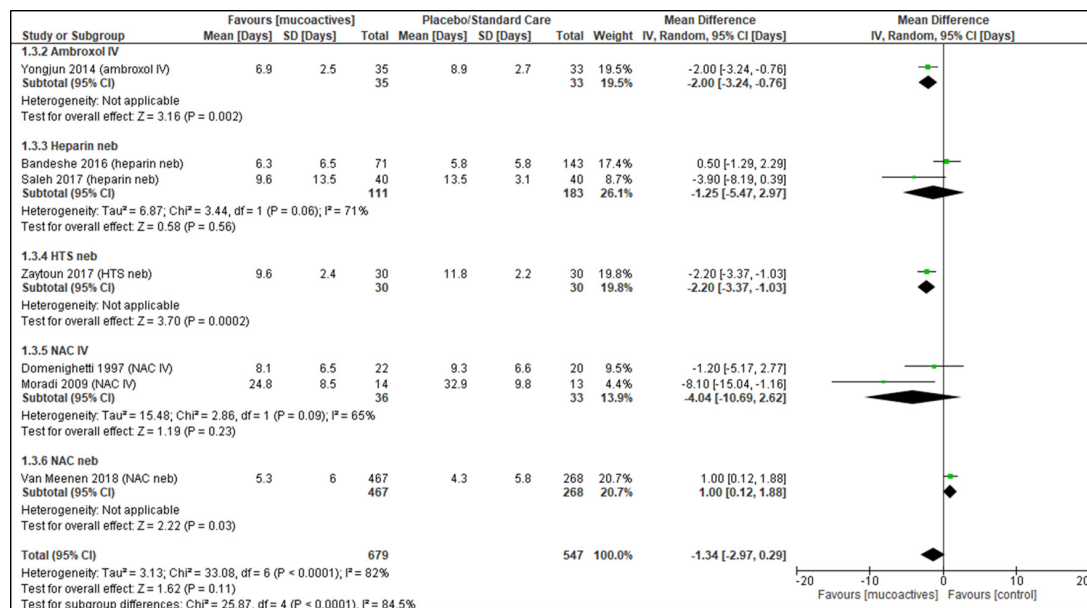 Favours [mucoactives] Placebo/Standard Care Mean Difference Mean Difference
Study or Subgroup Mean [Days] SD [Days] Total Mean [Days] SD [Days] Total Weight IV, Random, 95% CI [Days] IV, Random, 95% CI [Days]
1.3.2 Ambroxol IV
Yongjun 2014 (ambroxol IV) 6.9 2.5 35 8.9 2.7 33 19.5% -2.00 [-3.24, -0.76]
Subtotal (95% CI) 35 33 19.5% -2.00 [-3.24, -0.76]
Heterogeneity: Not applicable
Test for overall effect: Z = 3.16 (P = 0.002)
1.3.3 Heparin neb
Bandeshe 2016 (heparin neb) 6.3 6.5 71 5.8 5.8 143 17.4% 0.50 [-1.29, 2.29]
Saleh 2017 (heparin neb) 9.6 13.5 40 13.5 3.1 40 8.7% -3.90 [-8.19, 0.39]
Subtotal (95% CI) 111 183 26.1% -1.25 [-5.47, 2.97]
Heterogeneity: Tau² = 6.87; Chi² = 3.44, df = 1 (P = 0.06); I² = 71%
Test for overall effect: Z = 0.58 (P = 0.56)
1.3.4 HTS neb
Zaytoun 2017 (HTS neb) 9.6 2.4 30 11.8 2.2 30 19.8% -2.20 [-3.37, -1.03]
Subtotal (95% CI) 30 30 19.8% -2.20 [-3.37, -1.03]
Heterogeneity: Not applicable
Test for overall effect: Z = 3.70 (P = 0.0002)
1.3.5 NAC IV
Domenighetti 1997 (NAC IV) 8.1 6.5 22 9.3 6.6 20 9.5% -1.20 [-5.17, 2.77]
Moradi 2009 (NAC IV) 24.8 8.5 14 32.9 9.8 13 4.4% -8.10 [-15.04, -1.16]
Subtotal (95% CI) 36 33 13.9% -4.04 [-10.69, 2.62]
Heterogeneity: Tau² = 15.48; Chi² = 2.86, df = 1 (P = 0.09); I² = 65%
Test for overall effect: Z = 1.19 (P = 0.23)
1.3.6 NAC neb
Van Meenen 2018 (NAC neb) 5.3 6 467 4.3 5.8 268 20.7% 1.00 [0.12, 1.88]
Subtotal (95% CI) 467 268 20.7% 1.00 [0.12, 1.88]
Heterogeneity: Not applicable
Test for overall effect: Z = 2.22 (P = 0.03)
Total (95% CI) 679 547 100.0% -1.34 [-2.97, 0.29]
Heterogeneity: Tau² = 3.13; Chi² = 33.08, df = 6 (P < 0.0001); I² = 82%
Test for overall effect: Z = 1.62 (P = 0.11)
Test for subgroup differences: Chi² = 25.87, df = 4 (P < 0.0001), I² = 84.5%
-20 -10 0 10 20
Favours [mucoactives] Favours [control]